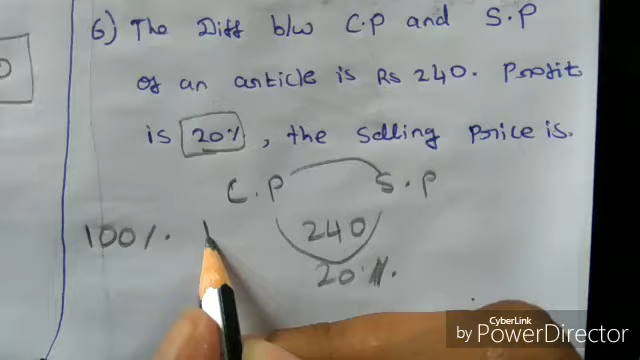 6) The Diff b/w C.P and S.P
of an article is Rs 240. Profit
is 20%, the selling price is.
C.P S.P
100%. 240
20%.
CyberLink
by PowerDirector